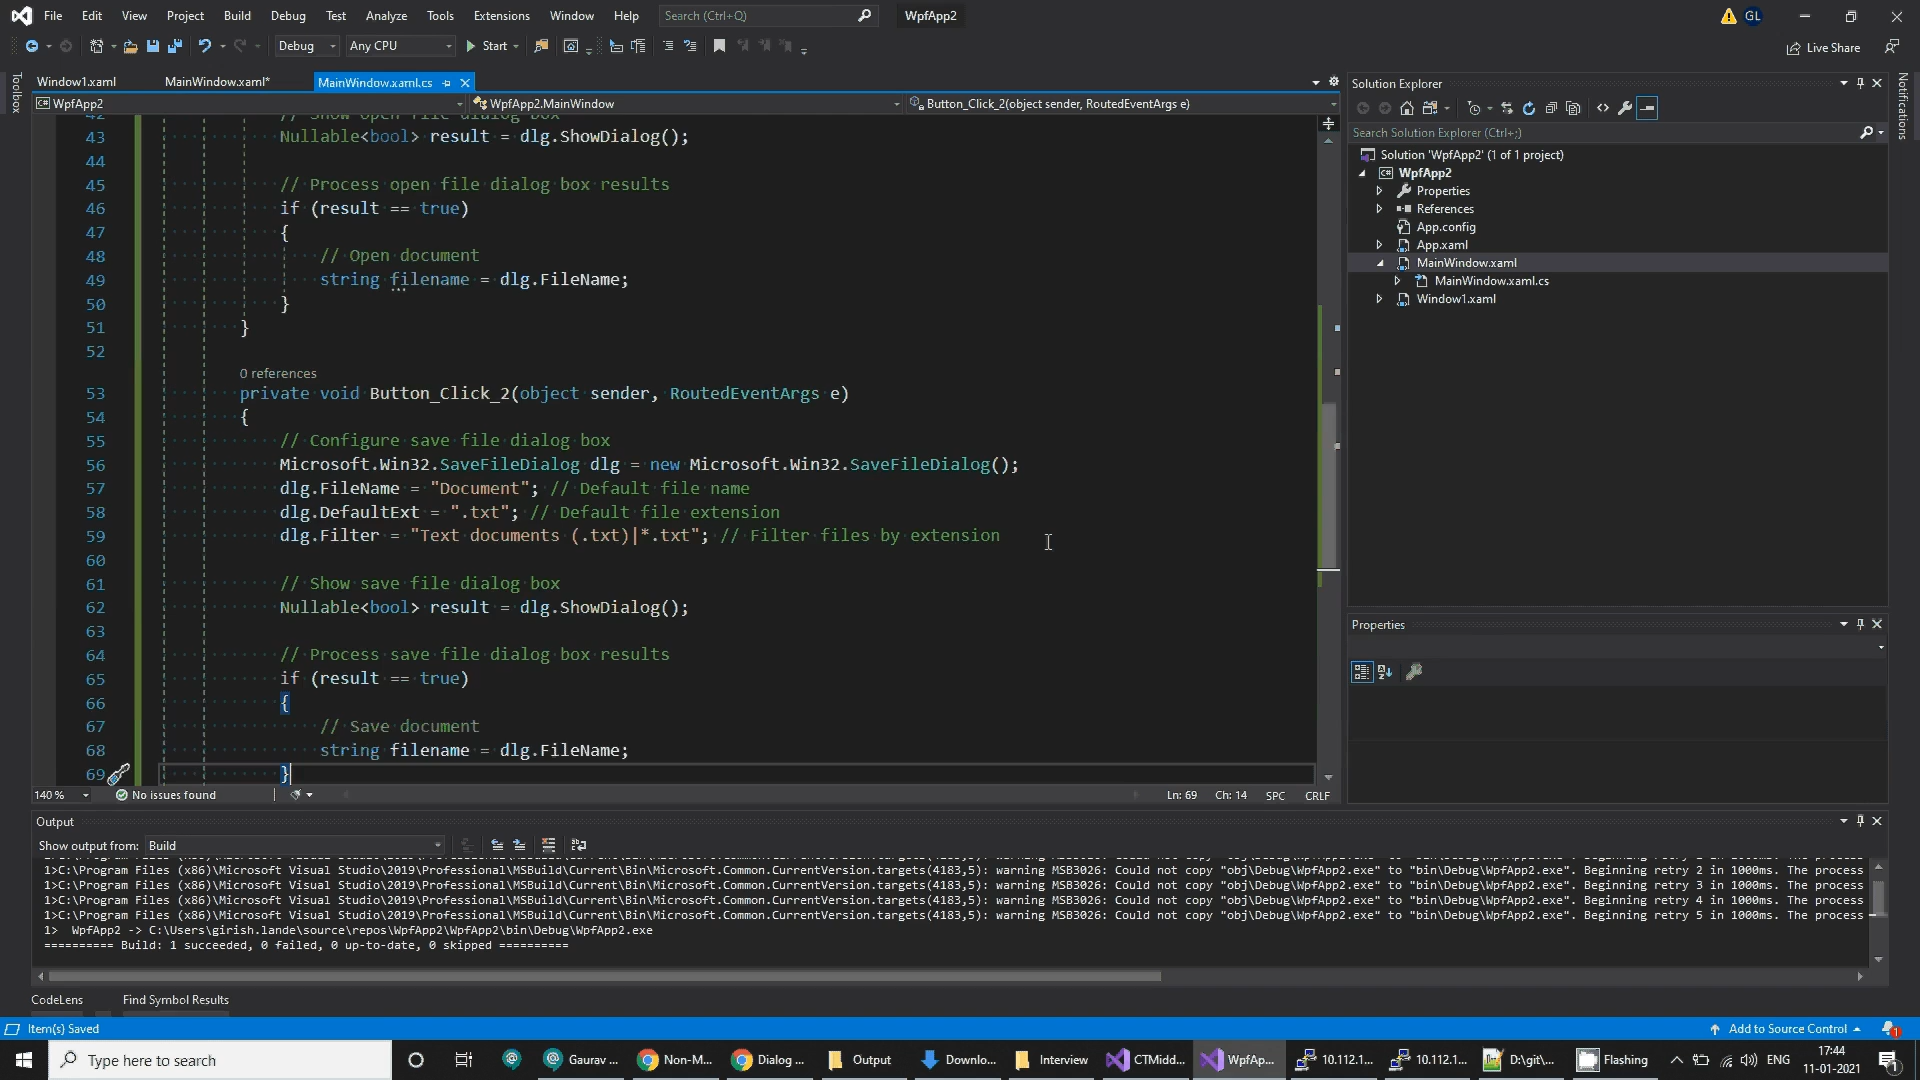 File Edit View Project Build Debug Test Analyze Tools Extensions Window Help Search (Ctrl+Q) WpfApp2 GL
Debug Any CPU Start Live Share
Toolbox
Window1.xaml MainWindow.xaml* MainWindow.xaml.cs
WpfApp2 WpfApp2.MainWindow Button_Click_2(object sender, RoutedEventArgs e)
42 // Show open file dialog box
43 Nullable<bool> result = dlg.ShowDialog();
44
45 // Process open file dialog box results
46 if (result == true)
47 {
48 // Open document
49 string filename = dlg.FileName;
50 }
51 }
52
0 references
53 private void Button_Click_2(object sender, RoutedEventArgs e)
54 {
55 // Configure save file dialog box
56 Microsoft.Win32.SaveFileDialog dlg = new Microsoft.Win32.SaveFileDialog();
57 dlg.FileName = "Document"; // Default file name
58 dlg.DefaultExt = ".txt"; // Default file extension
59 dlg.Filter = "Text documents (.txt)|*.txt"; // Filter files by extension
60
61 // Show save file dialog box
62 Nullable<bool> result = dlg.ShowDialog();
63
64 // Process save file dialog box results
65 if (result == true)
66 {
67 // Save document
68 string filename = dlg.FileName;
69 }
140 % No issues found Ln: 69 Ch: 14 SPC CRLF
Solution Explorer
Search Solution Explorer (Ctrl+;)
Solution 'WpfApp2' (1 of 1 project)
WpfApp2
Properties
References
App.config
App.xaml
MainWindow.xaml
MainWindow.xaml.cs
Window1.xaml
Notifications
Properties
Output
Show output from: Build
1>C:\Program Files (x86)\Microsoft Visual Studio\2019\Professional\MSBuild\Current\Bin\Microsoft.Common.CurrentVersion.targets(4183,5): warning MSB3026: Could not copy "obj\Debug\WpfApp2.exe" to "bin\Debug\WpfApp2.exe". Beginning retry 2 in 1000ms. The process
1>C:\Program Files (x86)\Microsoft Visual Studio\2019\Professional\MSBuild\Current\Bin\Microsoft.Common.CurrentVersion.targets(4183,5): warning MSB3026: Could not copy "obj\Debug\WpfApp2.exe" to "bin\Debug\WpfApp2.exe". Beginning retry 3 in 1000ms. The process
1>C:\Program Files (x86)\Microsoft Visual Studio\2019\Professional\MSBuild\Current\Bin\Microsoft.Common.CurrentVersion.targets(4183,5): warning MSB3026: Could not copy "obj\Debug\WpfApp2.exe" to "bin\Debug\WpfApp2.exe". Beginning retry 4 in 1000ms. The process
1>C:\Program Files (x86)\Microsoft Visual Studio\2019\Professional\MSBuild\Current\Bin\Microsoft.Common.CurrentVersion.targets(4183,5): warning MSB3026: Could not copy "obj\Debug\WpfApp2.exe" to "bin\Debug\WpfApp2.exe". Beginning retry 5 in 1000ms. The process
1> WpfApp2 -> C:\Users\girish.lande\source\repos\WpfApp2\WpfApp2\bin\Debug\WpfApp2.exe
========== Build: 1 succeeded, 0 failed, 0 up-to-date, 0 skipped ==========
CodeLens Find Symbol Results
Item(s) Saved Add to Source Control 1
Type here to search Gaurav ... Non-M... Dialog ... Output Downlo... Interview CTMidd... WpfAp... 10.112.1... 10.112.1... D:\git\... Flashing ENG 17:44
11-01-2021 1